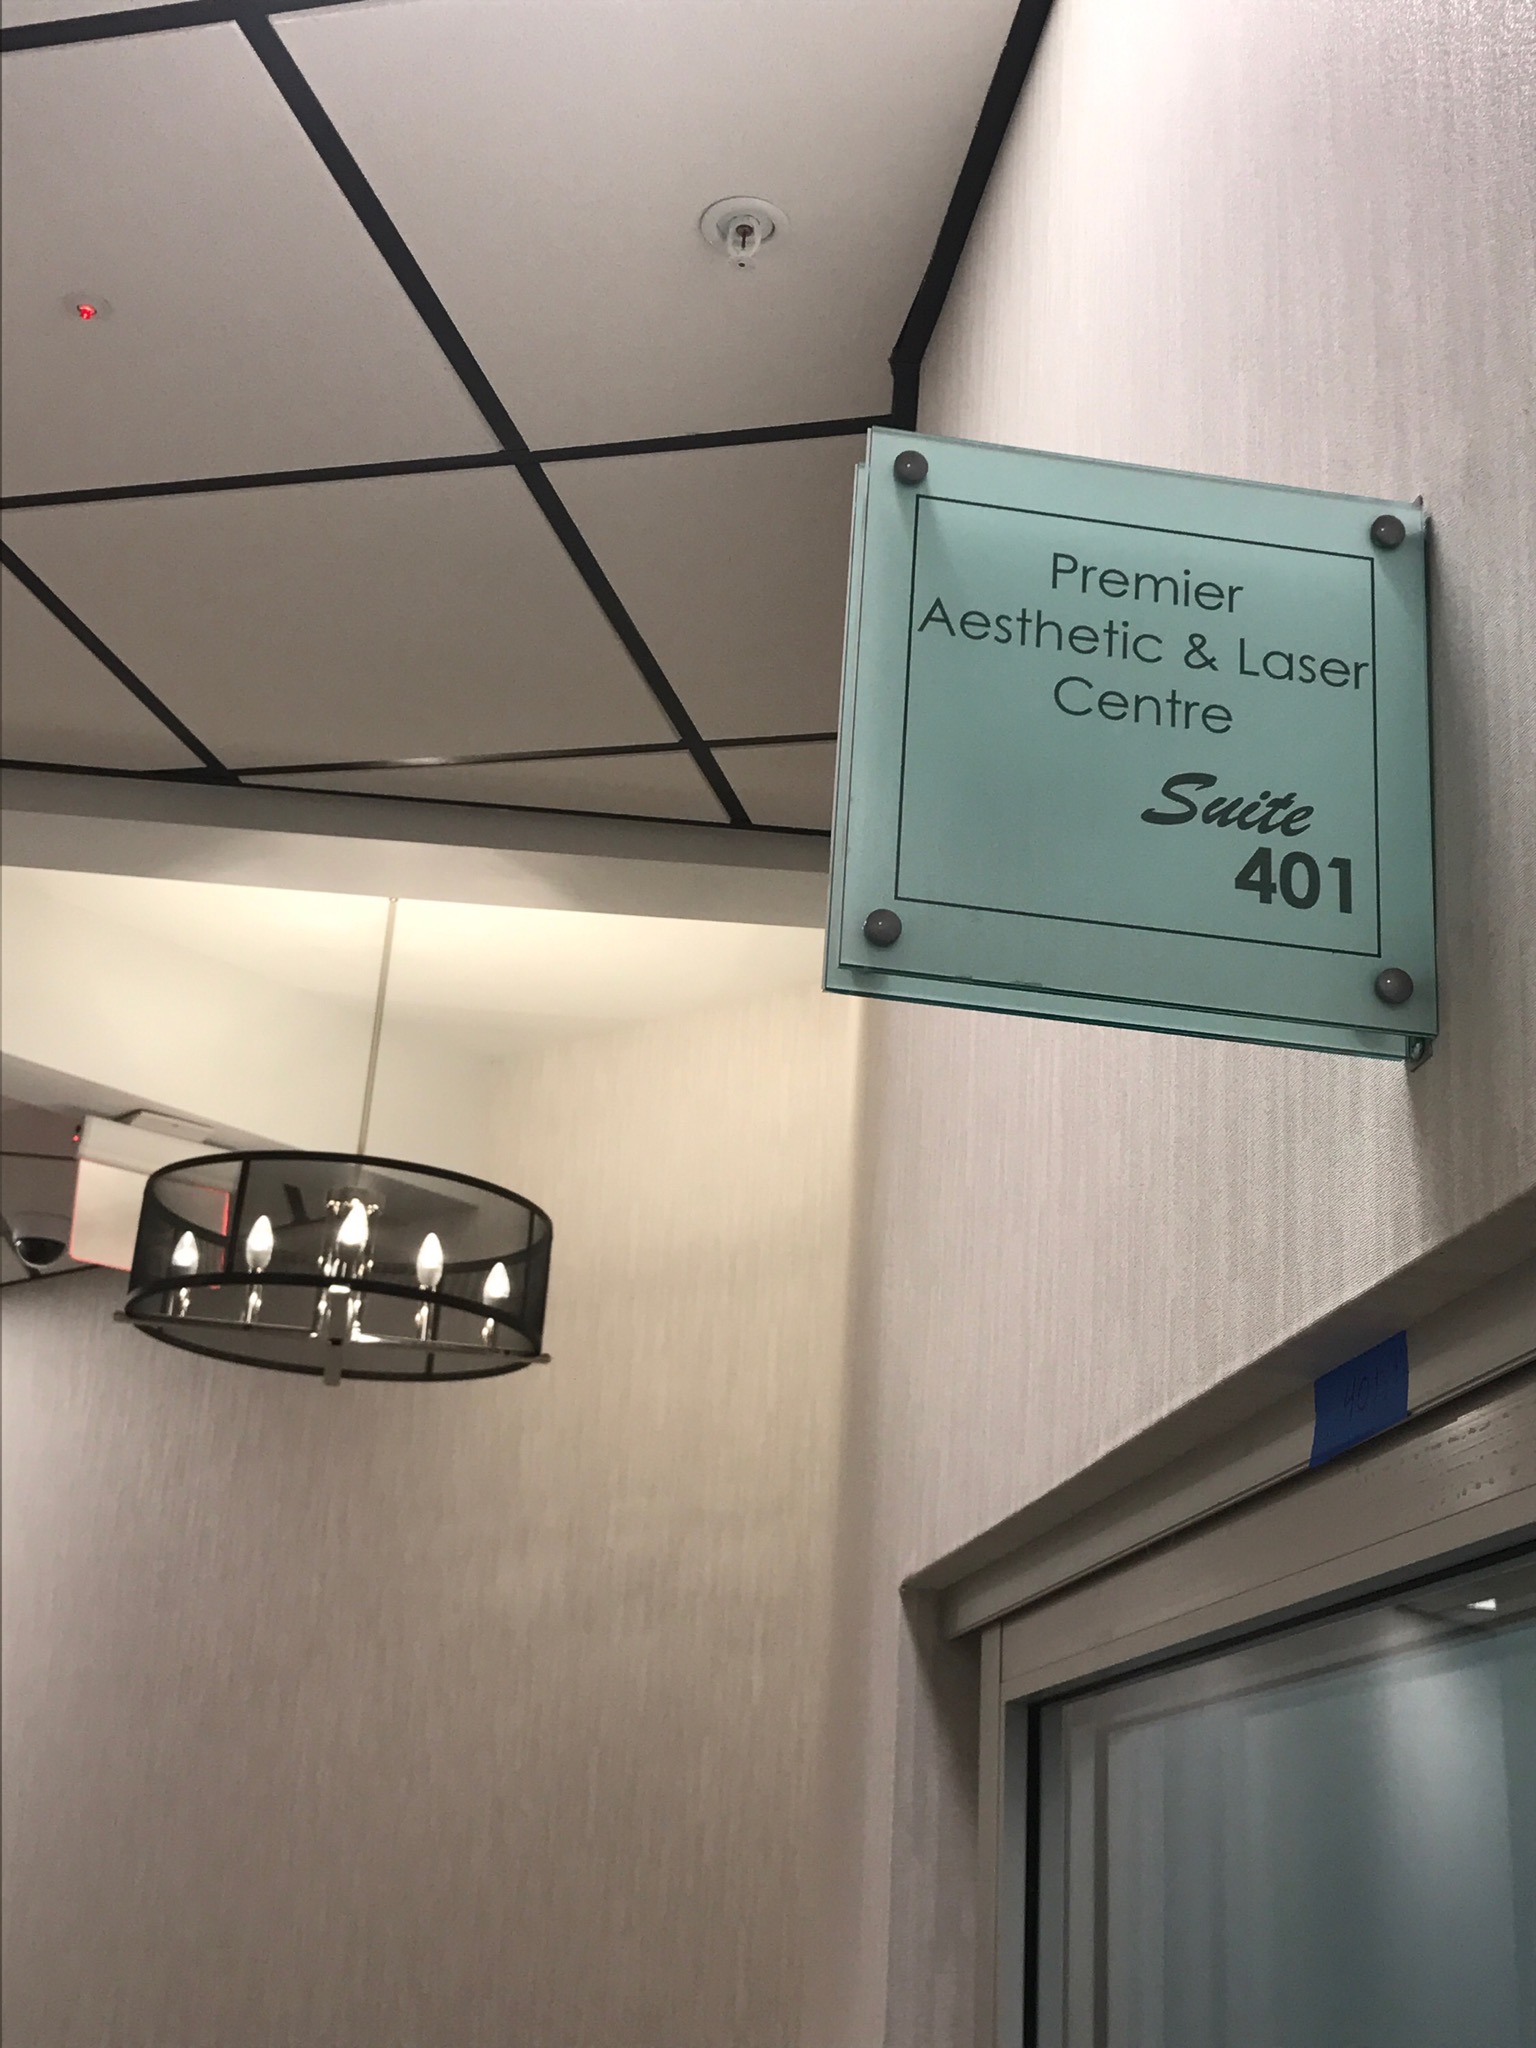 Premier
Aesthetic & Laser
Centre
Suite
401